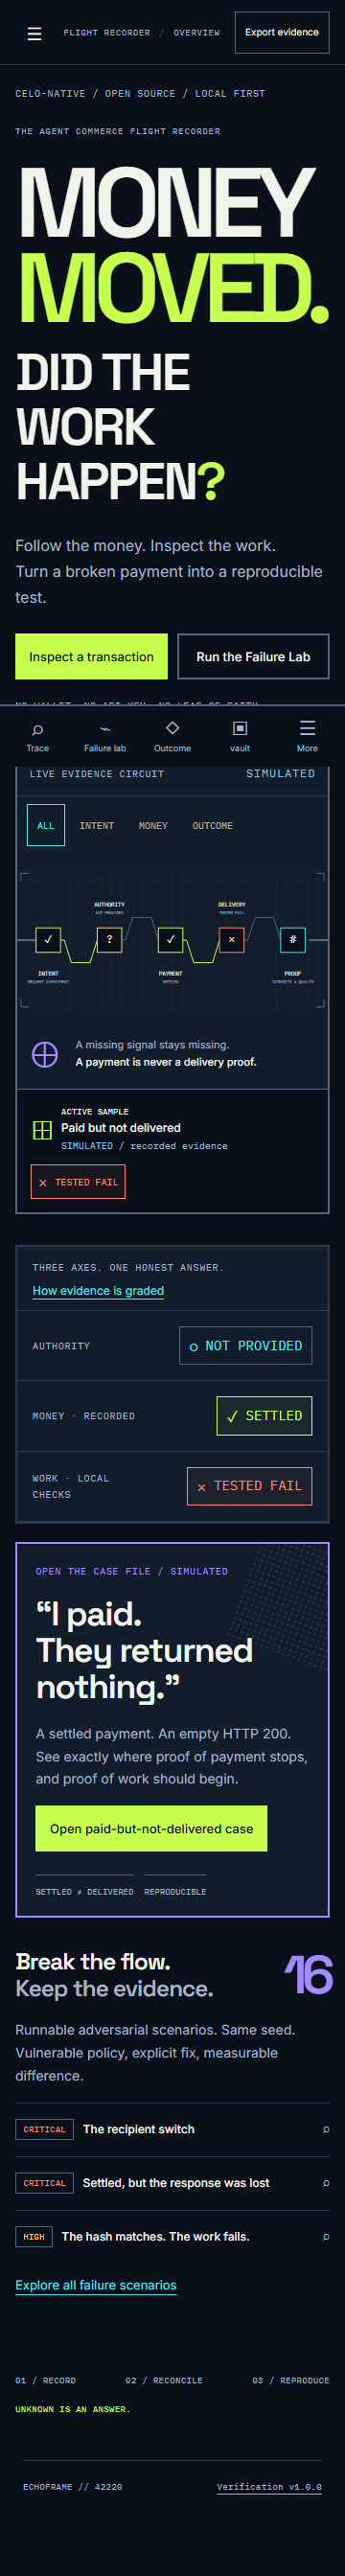 FLIGHT RECORDER / OVERVIEW
Export evidence
CELO-NATIVE / OPEN SOURCE / LOCAL FIRST
THE AGENT COMMERCE FLIGHT RECORDER
MONEY
MOVED.
DID THE
WORK
HAPPEN?
Follow the money. Inspect the work.
Turn a broken payment into a reproducible
test.
Inspect a transaction
Run the Failure Lab
Trace
Failure lab
Outcome
vault
More
LIVE EVIDENCE CIRCUIT
SIMULATED
ALL
INTENT
MONEY
OUTCOME
AUTHORITY
NOT PROVIDED
DELIVERY
TESTED FAIL
✓
?
✓
×
#
INTENT
REQUEST COMMITMENT
PAYMENT
SETTLED
PROOF
INTEGRITY ≠ QUALITY
A missing signal stays missing.
A payment is never a delivery proof.
ACTIVE SAMPLE
Paid but not delivered
SIMULATED / recorded evidence
× TESTED FAIL
THREE AXES. ONE HONEST ANSWER.
How evidence is graded
AUTHORITY
○ NOT PROVIDED
MONEY · RECORDED
✓ SETTLED
WORK · LOCAL
CHECKS
× TESTED FAIL
OPEN THE CASE FILE / SIMULATED
“I paid.
They returned
nothing.”
A settled payment. An empty HTTP 200.
See exactly where proof of payment stops,
and proof of work should begin.
Open paid-but-not-delivered case
SETTLED ≠ DELIVERED
REPRODUCIBLE
Break the flow.
Keep the evidence.
16
Runnable adversarial scenarios. Same seed.
Vulnerable policy, explicit fix, measurable
difference.
CRITICAL
The recipient switch
CRITICAL
Settled, but the response was lost
HIGH
The hash matches. The work fails.
Explore all failure scenarios
01 / RECORD
02 / RECONCILE
03 / REPRODUCE
UNKNOWN IS AN ANSWER.
ECHOFRAME // 42220
Verification v1.0.0